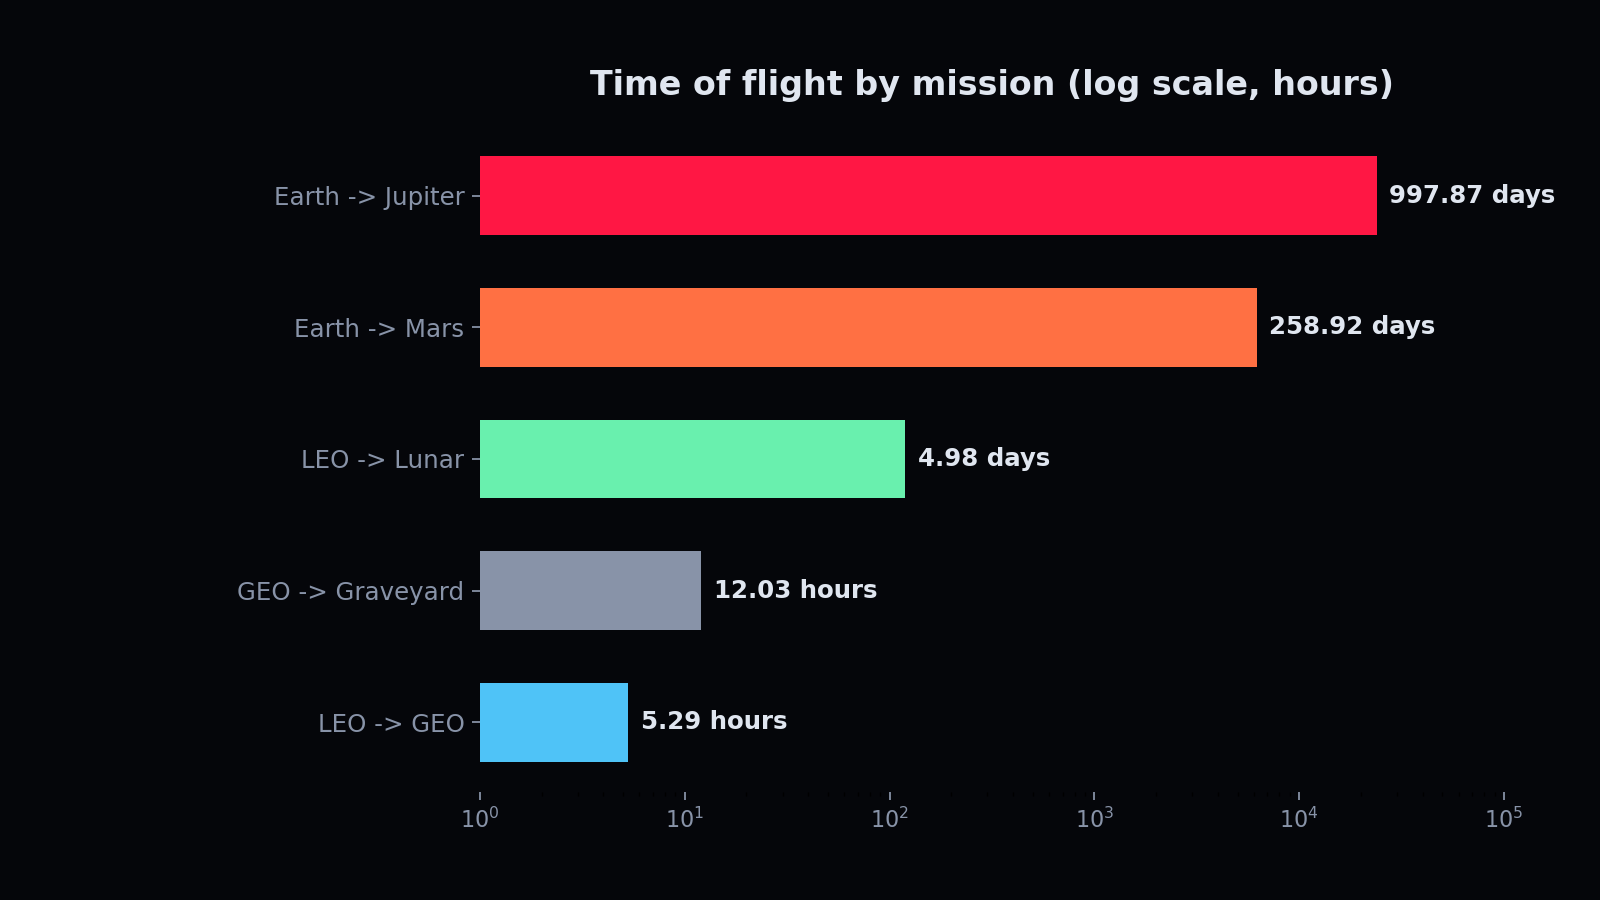 Time of flight by mission (log scale, hours)
Earth -> Jupiter 997.87 days
Earth -> Mars 258.92 days
LEO -> Lunar 4.98 days
GEO -> Graveyard 12.03 hours
LEO -> GEO 5.29 hours
10⁰ 10¹ 10² 10³ 10⁴ 10⁵